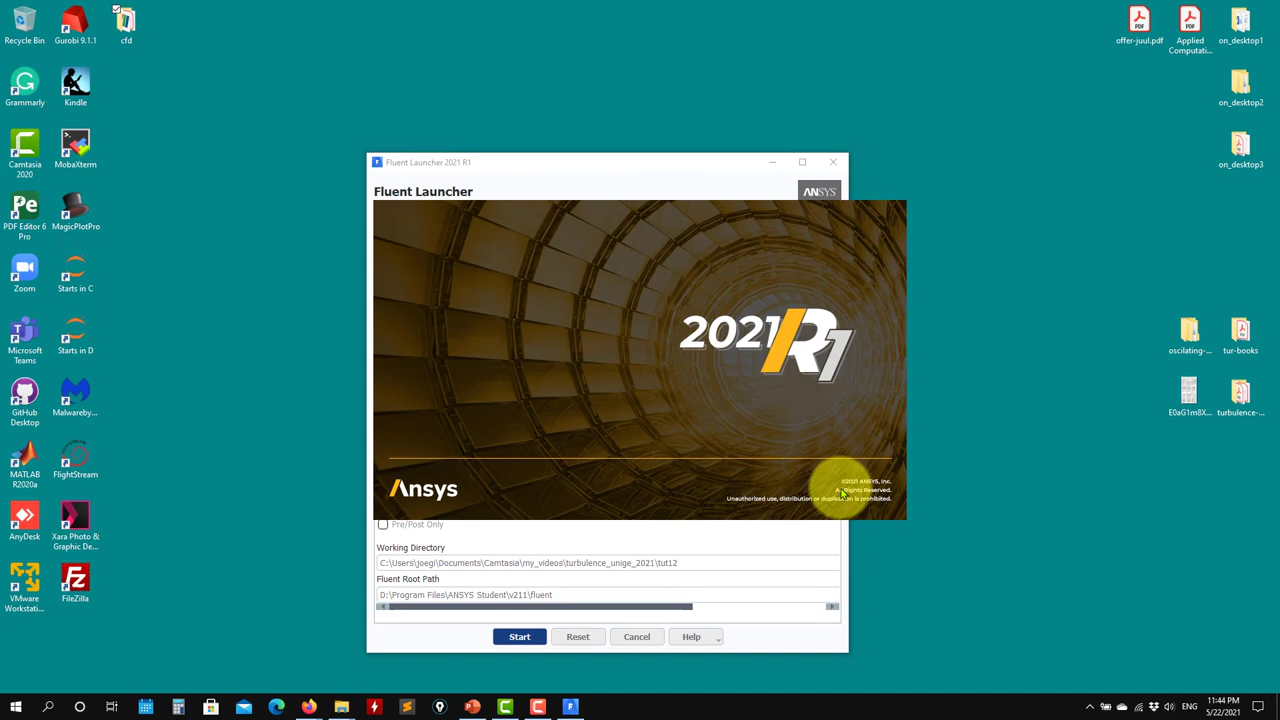 Recycle Bin
Gurobi 9.1.1
cfd
offer-juul.pdf
Applied
Computati...
on_desktop1
Grammarly
Kindle
on_desktop2
Camtasia
2020
MobaXterm
on_desktop3
Fluent Launcher 2021 R1
Fluent Launcher
ANSYS
PDF Editor 6
Pro
MagicPlotPro
Zoom
Starts in C
2021 R1
Microsoft
Teams
Starts in D
oscilating-...
tur-books
GitHub
Desktop
Malwareby...
E0aG1m8X...
turbulence-...
MATLAB
R2020a
FlightStream
Ansys
©2021 ANSYS, Inc.
All Rights Reserved.
Unauthorized use, distribution or duplication is prohibited.
AnyDesk
Xara Photo &
Graphic De...
Pre/Post Only
Working Directory
C:\Users\joegi\Documents\Camtasia\my_videos\turbulence_unige_2021\tut12
Fluent Root Path
D:\Program Files\ANSYS Student\v211\fluent
VMware
Workstati...
FileZilla
Start
Reset
Cancel
Help
ENG
11:44 PM
5/22/2021